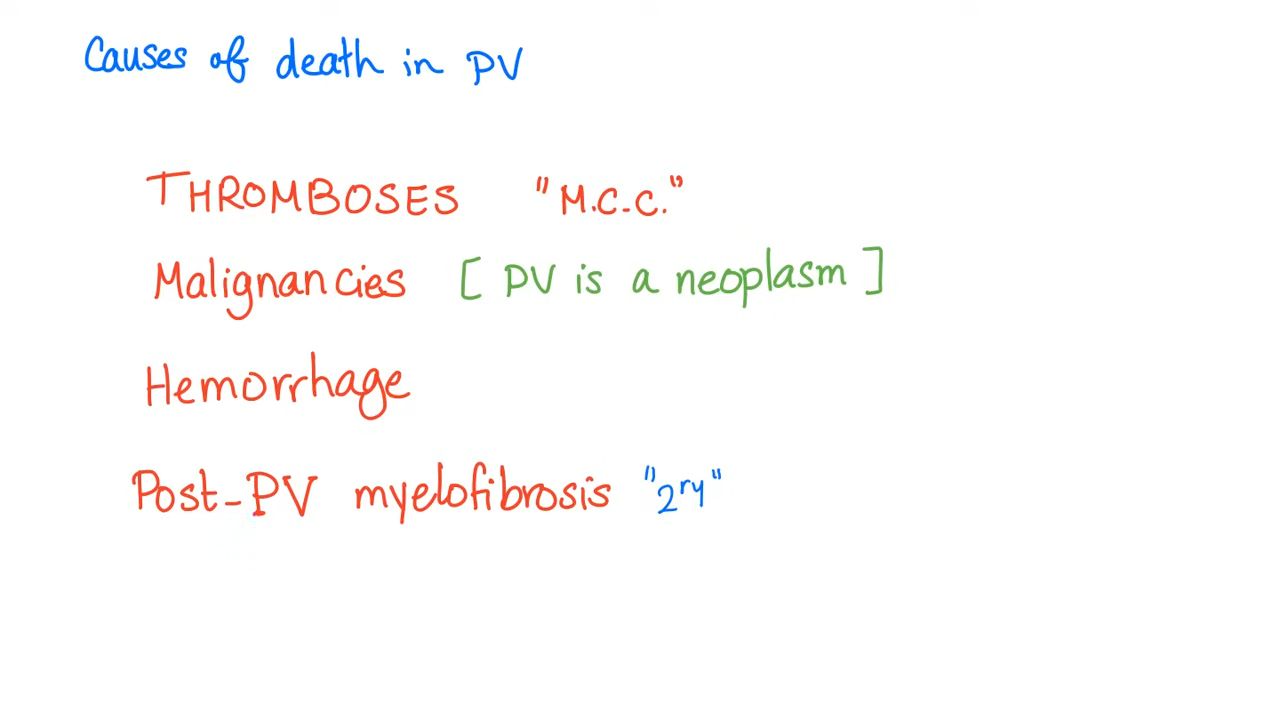 Causes of death in PV
THROMBOSES "M.C.C."
Malignancies [ PV is a neoplasm ]
Hemorrhage
Post-PV myelofibrosis "2ry"